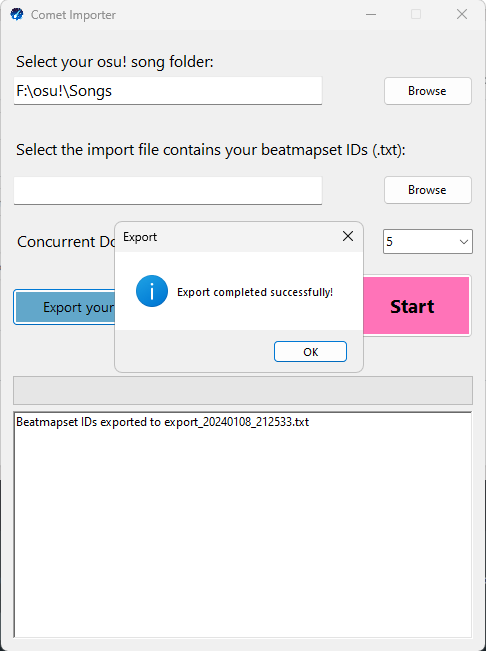 Comet Importer
Select your osu! song folder:
F:\osu!\Songs
Browse
Select the import file contains your beatmapset IDs (.txt):
Browse
Concurrent Do
5
Export
Export completed successfully!
OK
Export your
Start
Beatmapset IDs exported to export_20240108_212533.txt